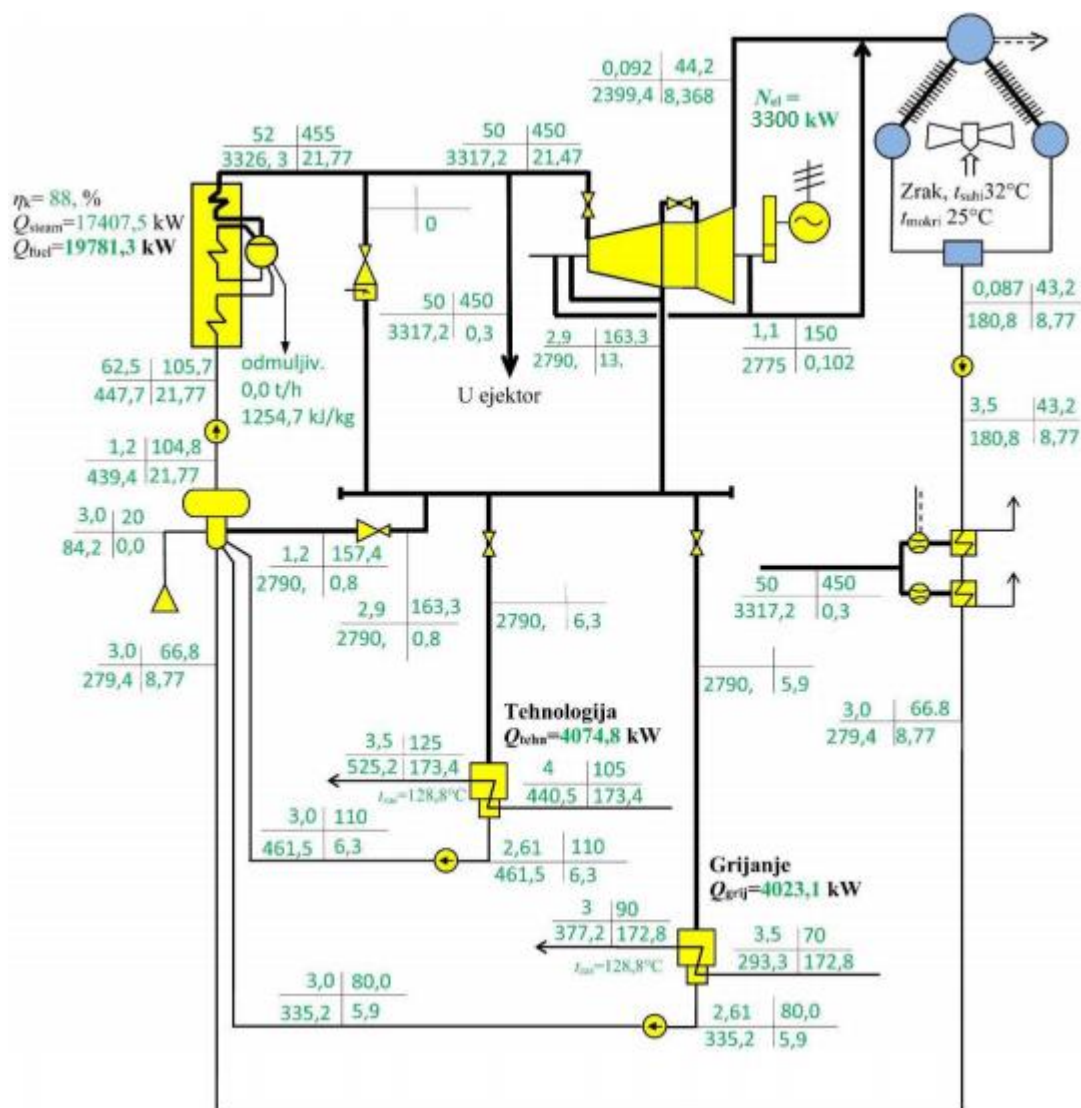 0,092 44,2
2399,4 8,368
N el =
3300 kW
52 455
3326, 3 21,77
50 450
3317,2 21,47
ηk= 88, %
Qsteam=17407,5 kW
Qfuel=19781,3 kW
0
Zrak, tsuhi32°C
tmokri 25°C
50 450
3317,2 0,3
2,9 163,3
2790, 13,
1,1 150
2775 0,102
0,087 43,2
180,8 8,77
62,5 105,7
447,7 21,77
odmuljiv.
0,0 t/h
1254,7 kJ/kg
U ejektor
3,5 43,2
180,8 8,77
1,2 104,8
439,4 21,77
3,0 20
84,2 0,0
1,2 157,4
2790, 0,8
2,9 163,3
2790, 0,8
2790, 6,3
50 450
3317,2 0,3
3,0 66,8
279,4 8,77
2790, 5,9
3,0 66.8
279,4 8,77
Tehnologija
Qtehn=4074,8 kW
3,5 125
525,2 173,4
=128,8°C
4 105
440,5 173,4
3,0 110
461,5 6,3
2,61 110
461,5 6,3
Grijanje
Qgrij=4023,1 kW
3 90
377,2 172,8
=128,8°C
3,5 70
293,3 172,8
3,0 80,0
335,2 5,9
2,61 80,0
335,2 5,9